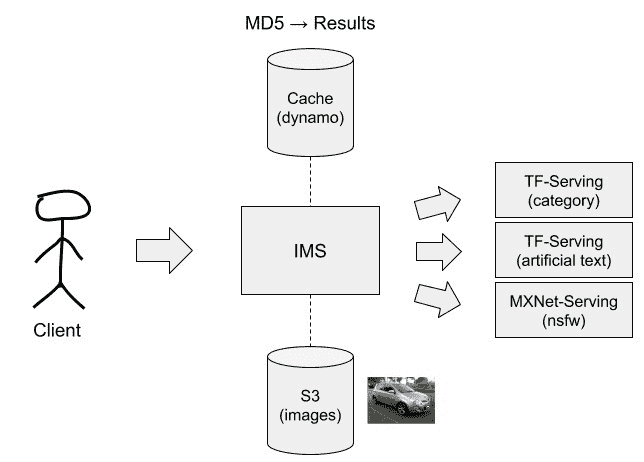 MD5 → Results
Cache
(dynamo)
TF-Serving
(category)
IMS
TF-Serving
(artificial text)
MXNet-Serving
(nsfw)
Client
S3
(images)